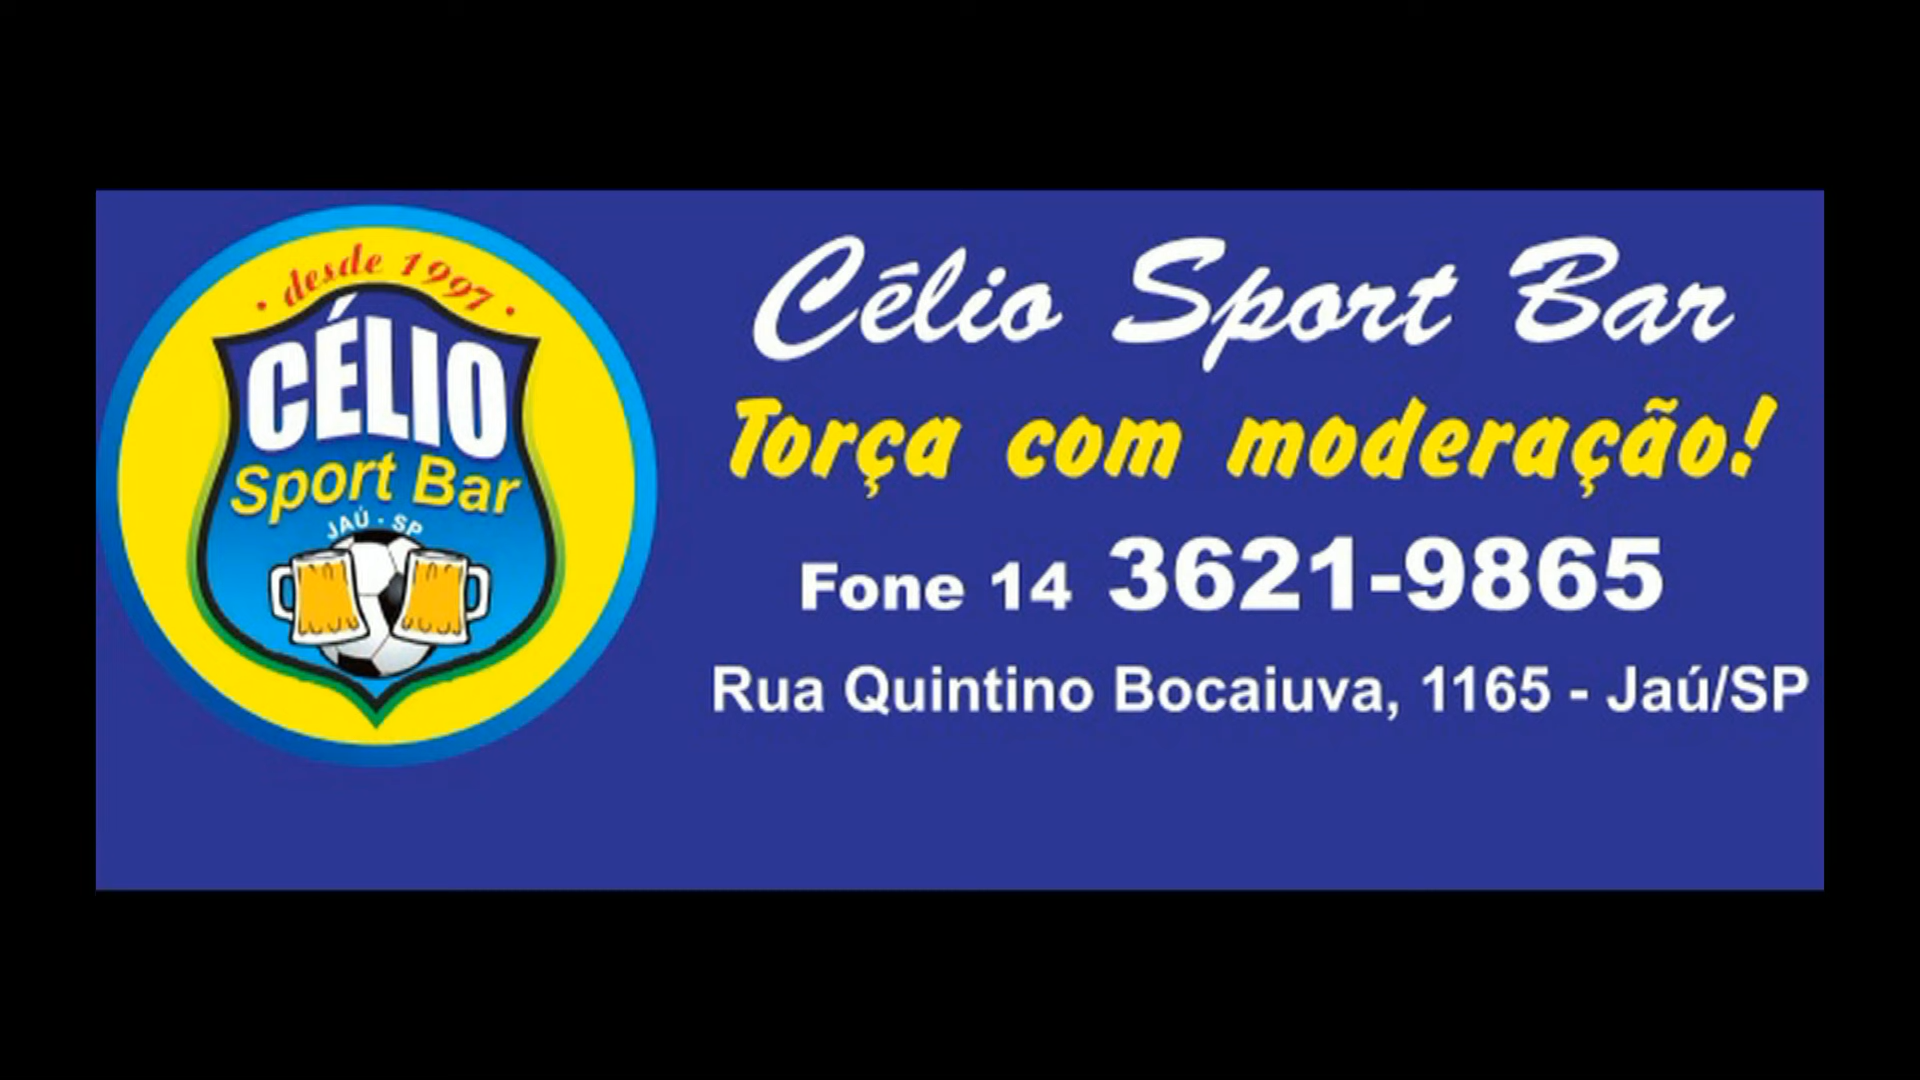 • desde 1997 •
CÉLIO
Sport Bar
JAÚ - SP
Célio Sport Bar
Torça com moderação!
Fone 14 3621-9865
Rua Quintino Bocaiuva, 1165 - Jaú/SP